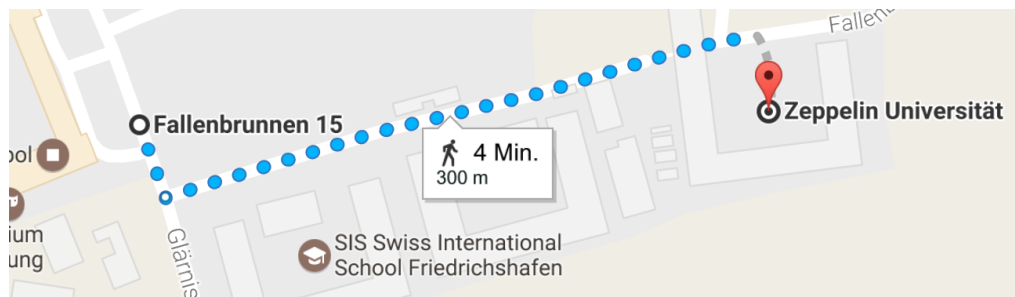 Fallenbrunnen 15
Zeppelin Universität
4 Min.
300 m
SIS Swiss International
School Friedrichshafen